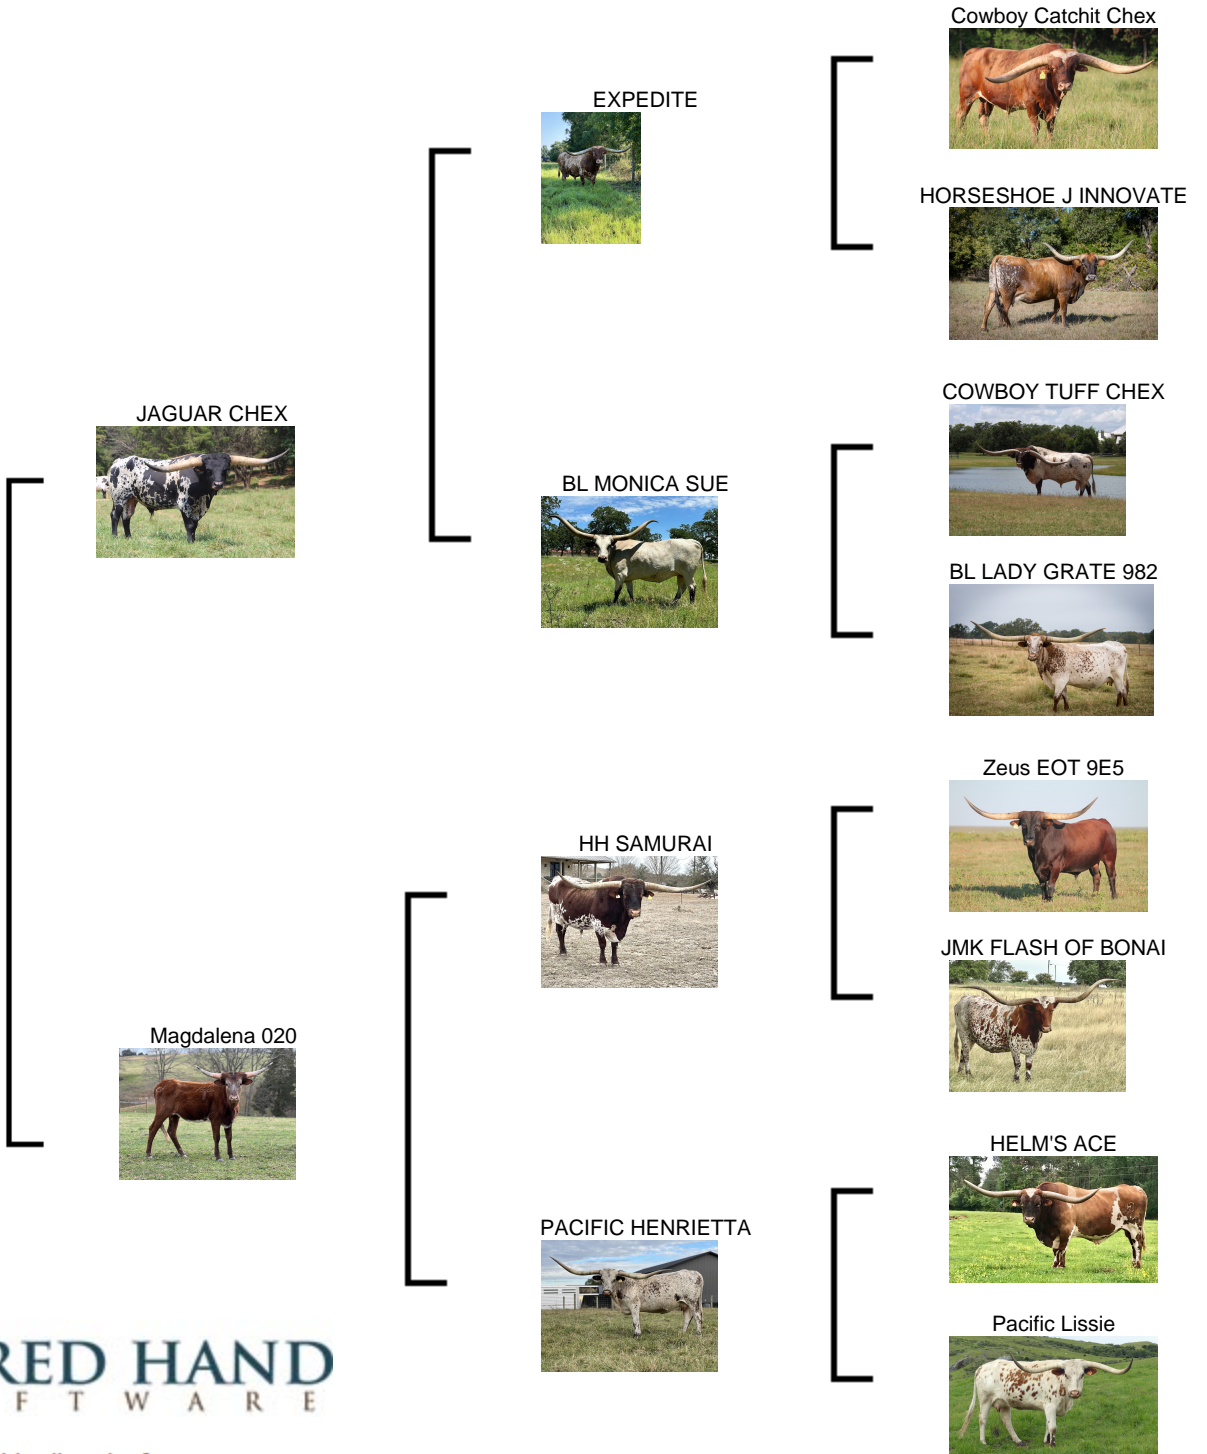 Cowboy Catchit Chex
EXPEDITE
HORSESHOE J INNOVATE
COWBOY TUFF CHEX
JAGUAR CHEX
BL MONICA SUE
BL LADY GRATE 982
Zeus EOT 9E5
HH SAMURAI
JMK FLASH OF BONAI
Magdalena 020
HELM'S ACE
PACIFIC HENRIETTA
Pacific Lissie
RED HAND
F T W A R E